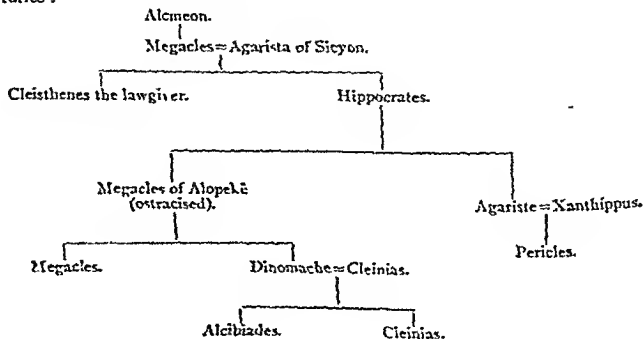 Alcmeon.
Megacles = Agarista of Sicyon.
Cleisthenes the lawgiver.
Hippocrates.
Megacles of Alopekē
(ostracised).
Agariste = Xanthippus.
Megacles.
Dinomache = Cleinias.
Pericles.
Alcibiades.
Cleinias.